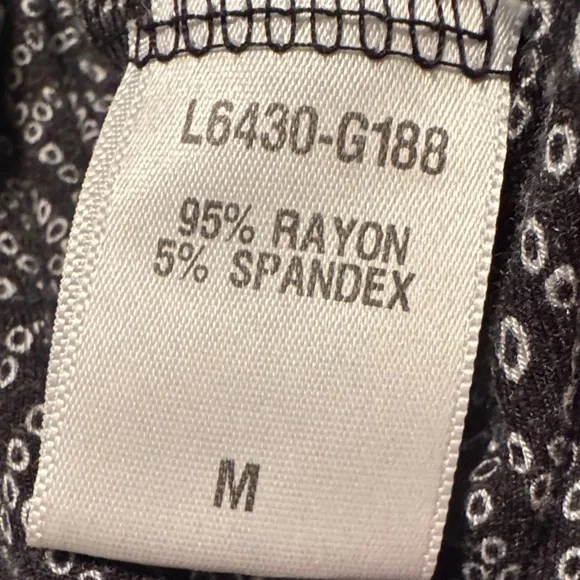 L6430-G188
95% RAYON
5% SPANDEX
M